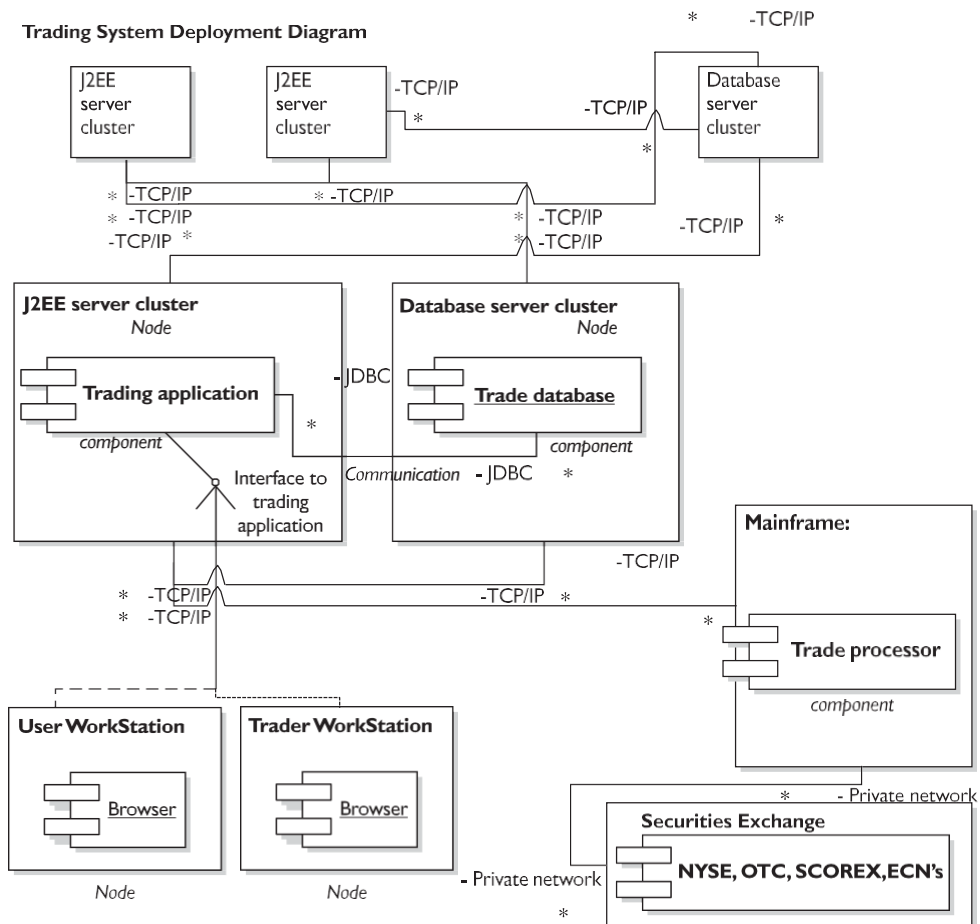 * -TCP/IP
Trading System Deployment Diagram
J2EE
server
cluster
J2EE
server
cluster
Database
server
cluster
-TCP/IP
*
-TCP/IP
*
* -TCP/IP
* -TCP/IP
* -TCP/IP
-TCP/IP *
* -TCP/IP
* -TCP/IP
-TCP/IP *
J2EE server cluster
Node
Database server cluster
Node
Trading application
component
- JDBC
*
Trade database
component
Communication - JDBC *
Interface to
trading
application
Mainframe:
-TCP/IP
* -TCP/IP
* -TCP/IP
-TCP/IP *
*
Trade processor
component
User WorkStation
Browser
Node
Trader WorkStation
Browser
Node
* - Private network
Securities Exchange
NYSE, OTC, SCOREX,ECN's
- Private network
*